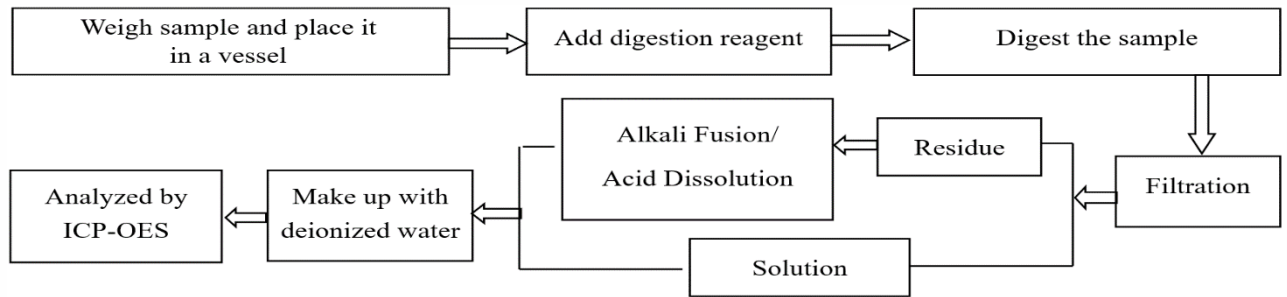 Weigh sample and place it
in a vessel
Add digestion reagent
Digest the sample
Filtration
Residue
Alkali Fusion/
Acid Dissolution
Solution
Make up with
deionized water
Analyzed by
ICP-OES